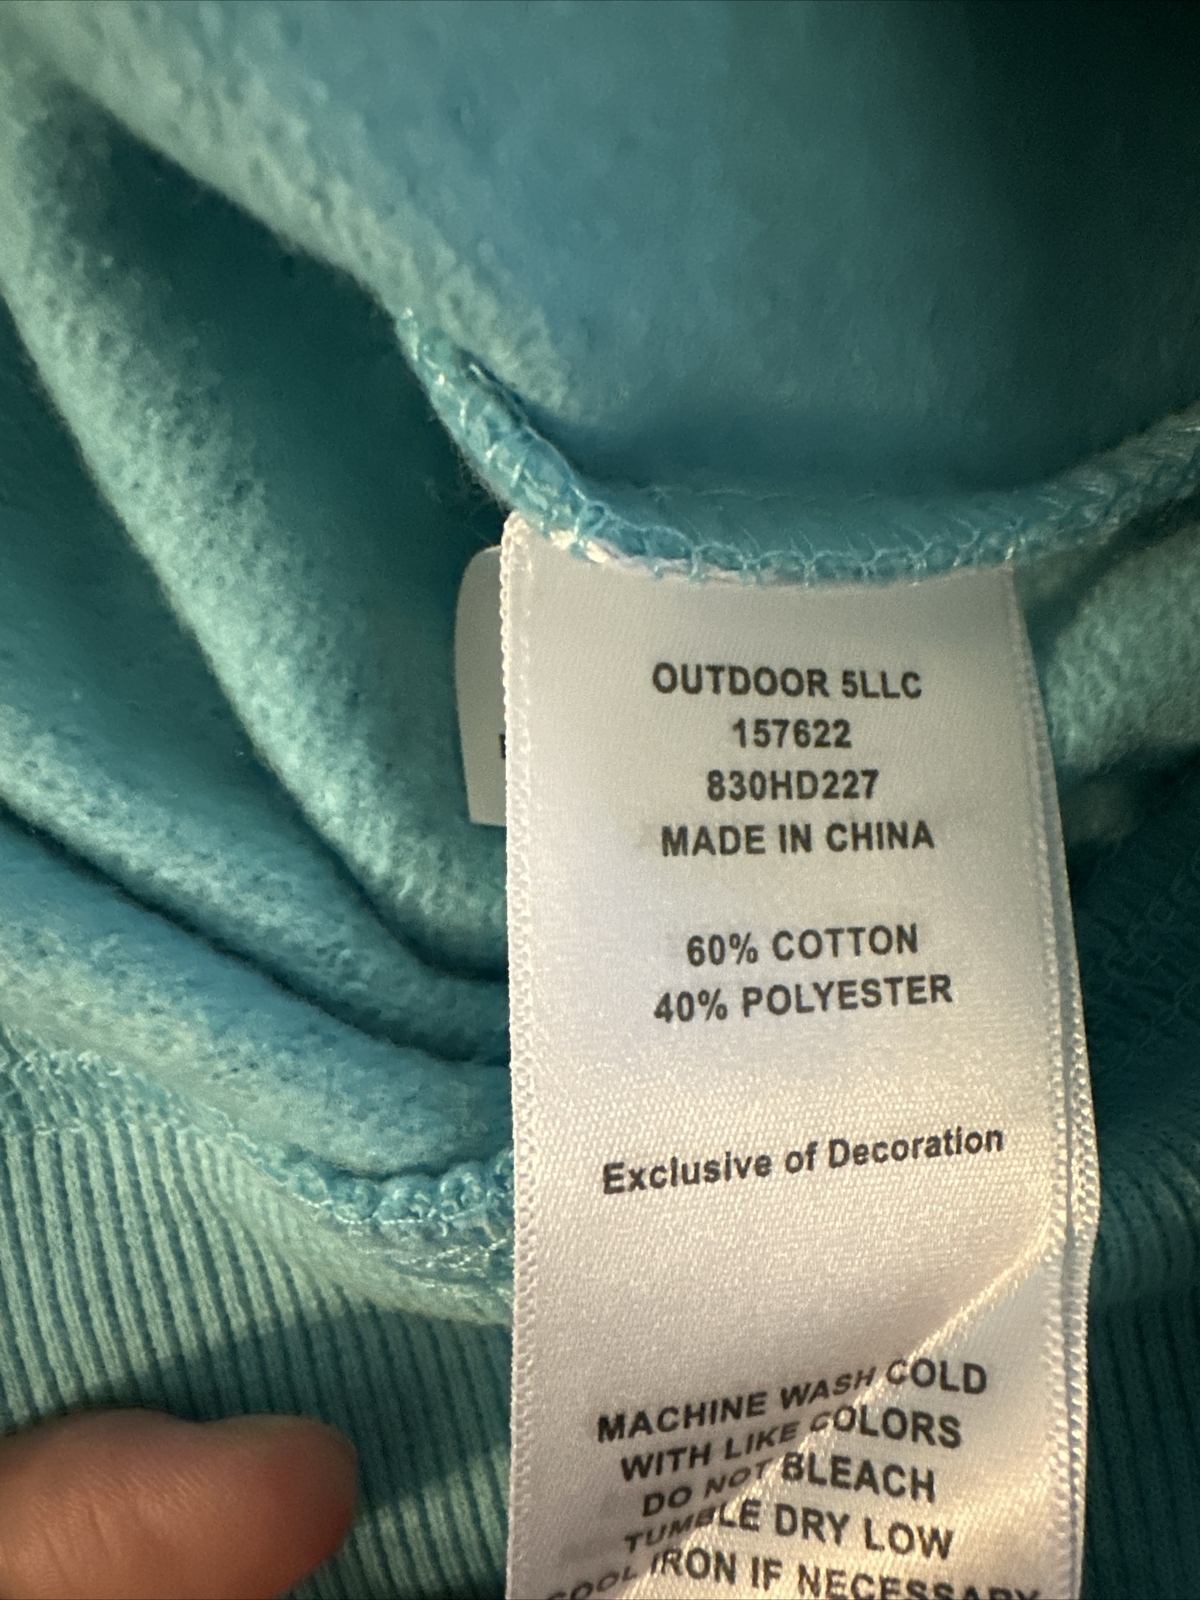 OUTDOOR 5LLC
157622
830HD227
MADE IN CHINA
60% COTTON
40% POLYESTER
Exclusive of Decoration
MACHINE WASH COLD
WITH LIKE COLORS
DO NOT BLEACH
TUMBLE DRY LOW
COOL IRON IF NECESSARY